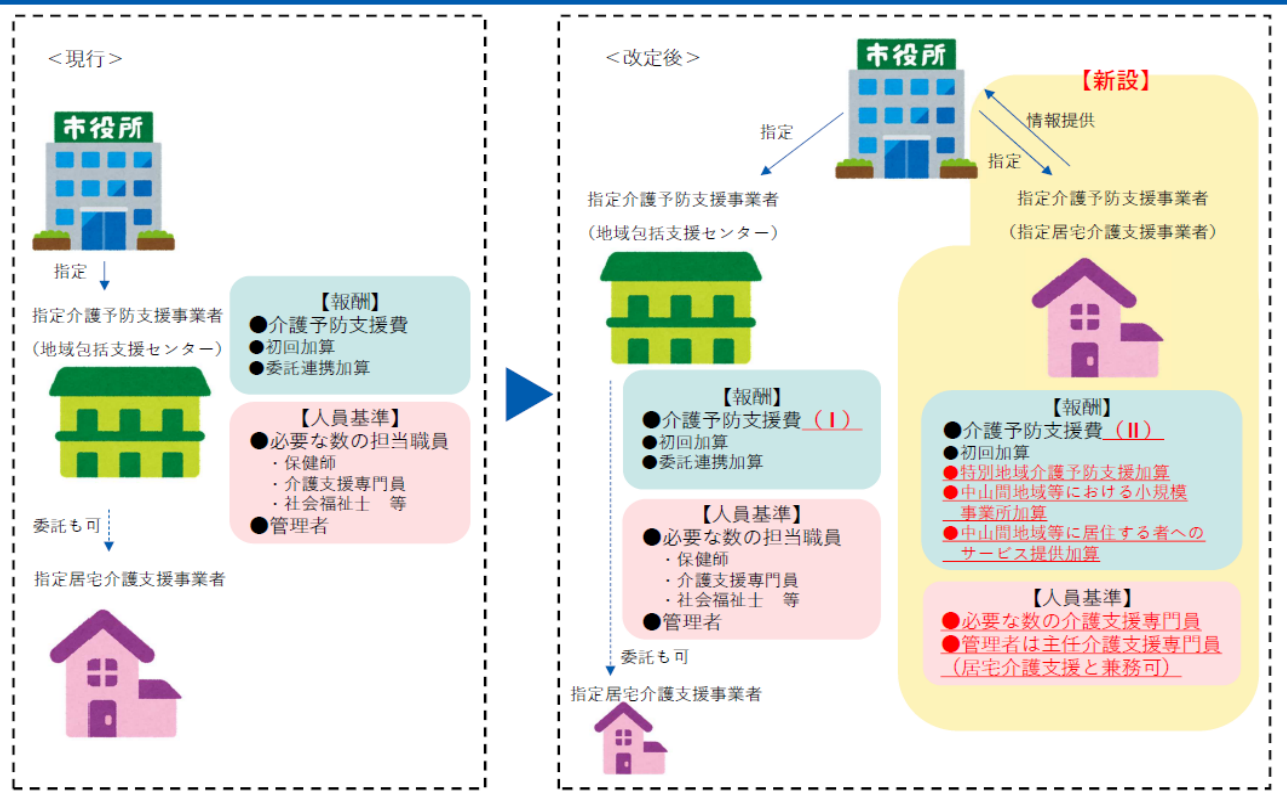 <現行>
市役所
指定
指定介護予防支援事業者
（地域包括支援センター）
【報酬】
●介護予防支援費
●初回加算
●委託連携加算
【人員基準】
●必要な数の担当職員
・保健師
・介護支援専門員
・社会福祉士　等
●管理者
委託も可
指定居宅介護支援事業者
<改定後>
市役所
【新設】
指定
情報提供
指定
指定介護予防支援事業者
（地域包括支援センター）
指定介護予防支援事業者
（指定居宅介護支援事業者）
【報酬】
●介護予防支援費（Ⅰ）
●初回加算
●委託連携加算
【人員基準】
●必要な数の担当職員
・保健師
・介護支援専門員
・社会福祉士　等
●管理者
委託も可
指定居宅介護支援事業者
【報酬】
●介護予防支援費（Ⅱ）
●初回加算
●特別地域介護予防支援加算
●中山間地域等における小規模
事業所加算
●中山間地域等に居住する者への
サービス提供加算
【人員基準】
●必要な数の介護支援専門員
●管理者は主任介護支援専門員
（居宅介護支援と兼務可）